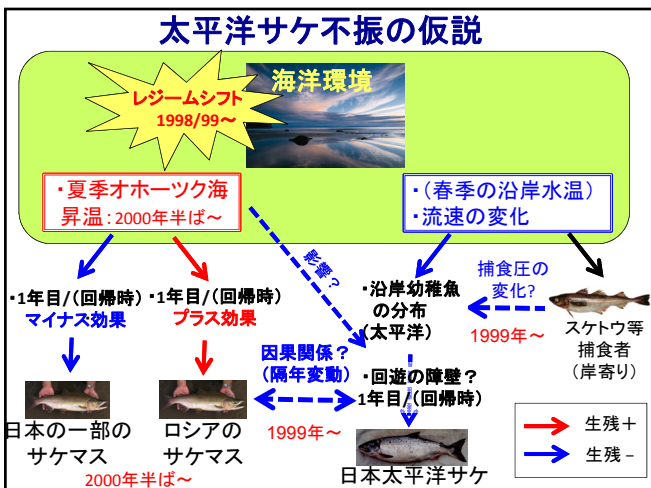 太平洋サケ不振の仮説
海洋環境
レジームシフト
1998/99～
・夏季オホーツク海
昇温：2000年半ば～
・(春季の沿岸水温)
・流速の変化
影響？
・1年目/(回帰時)
マイナス効果
・1年目/(回帰時)
プラス効果
・沿岸幼稚魚
の分布
(太平洋)
捕食圧の
変化?
1999年～
スケトウ等
捕食者
(岸寄り)
因果関係？
(隔年変動)
1999年～
・回遊の障壁？
1年目/(回帰時)
日本の一部の
サケマス
ロシアの
サケマス
2000年半ば～
日本太平洋サケ
生残＋
生残－